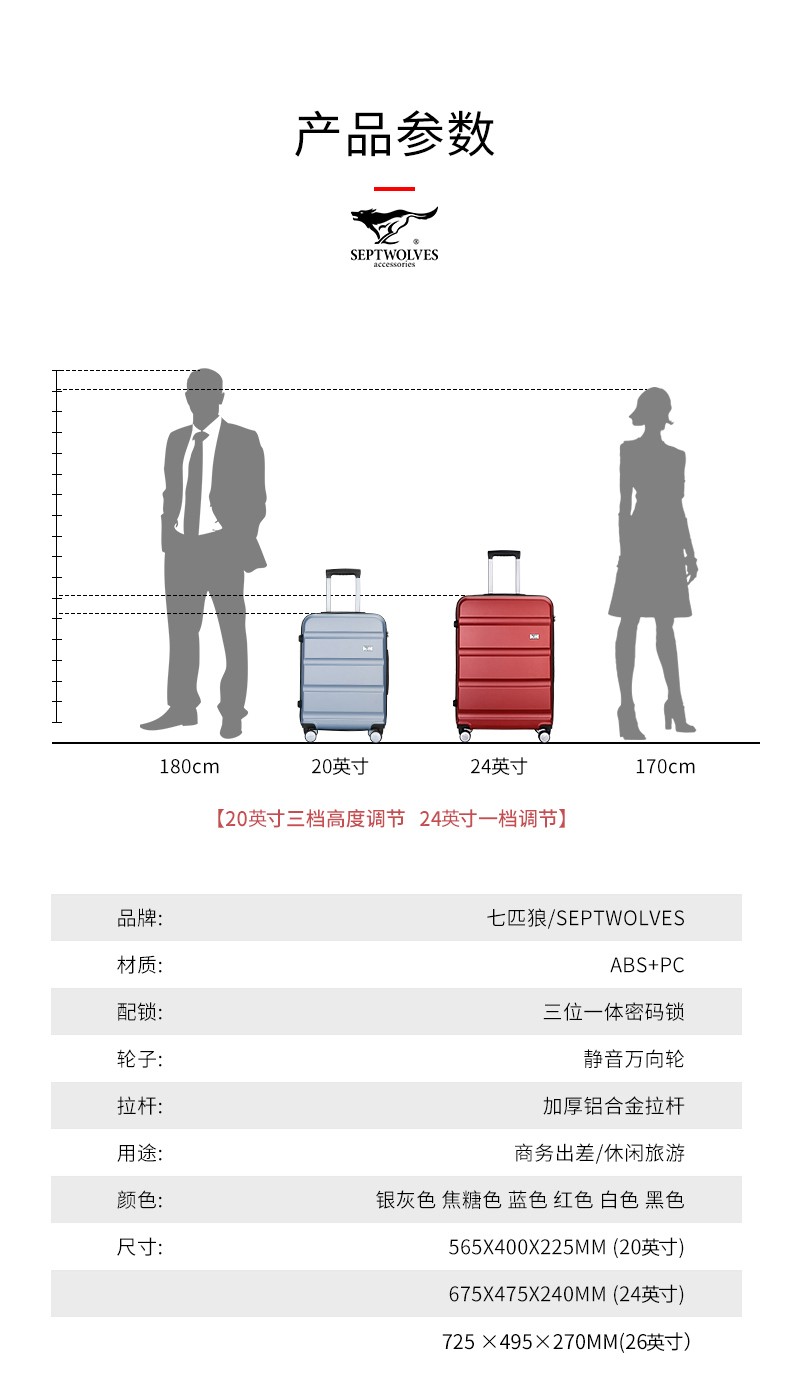 产品参数
SEPTWOLVES
®
accessories
180cm
20英寸
24英寸
170cm
【20英寸三档高度调节 24英寸一档调节】
品牌: 七匹狼/SEPTWOLVES
材质: ABS+PC
配锁: 三位一体密码锁
轮子: 静音万向轮
拉杆: 加厚铝合金拉杆
用途: 商务出差/休闲旅游
颜色: 银灰色 焦糖色 蓝色 红色 白色 黑色
尺寸: 565X400X225MM (20英寸)
675X475X240MM (24英寸)
725 ×495×270MM(26英寸）